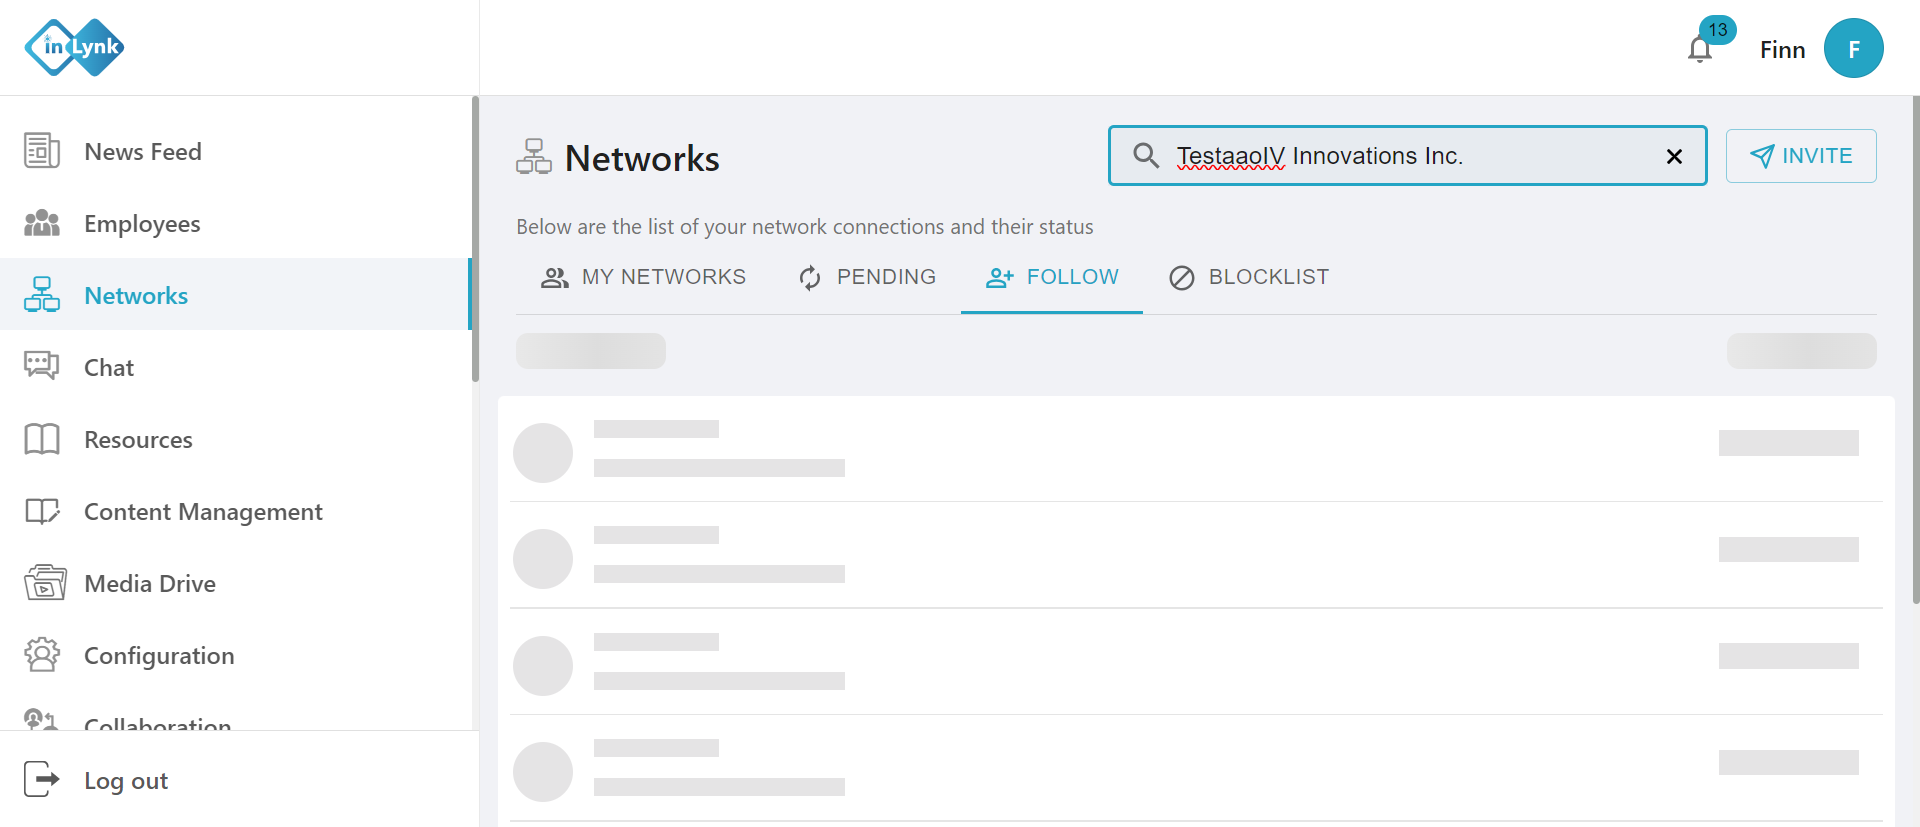 inLynk
13
Finn
F
News Feed
Employees
Networks
Chat
Resources
Content Management
Media Drive
Configuration
Collaboration
Log out
Networks
TestaaoIV Innovations Inc.
INVITE
Below are the list of your network connections and their status
MY NETWORKS
PENDING
FOLLOW
BLOCKLIST